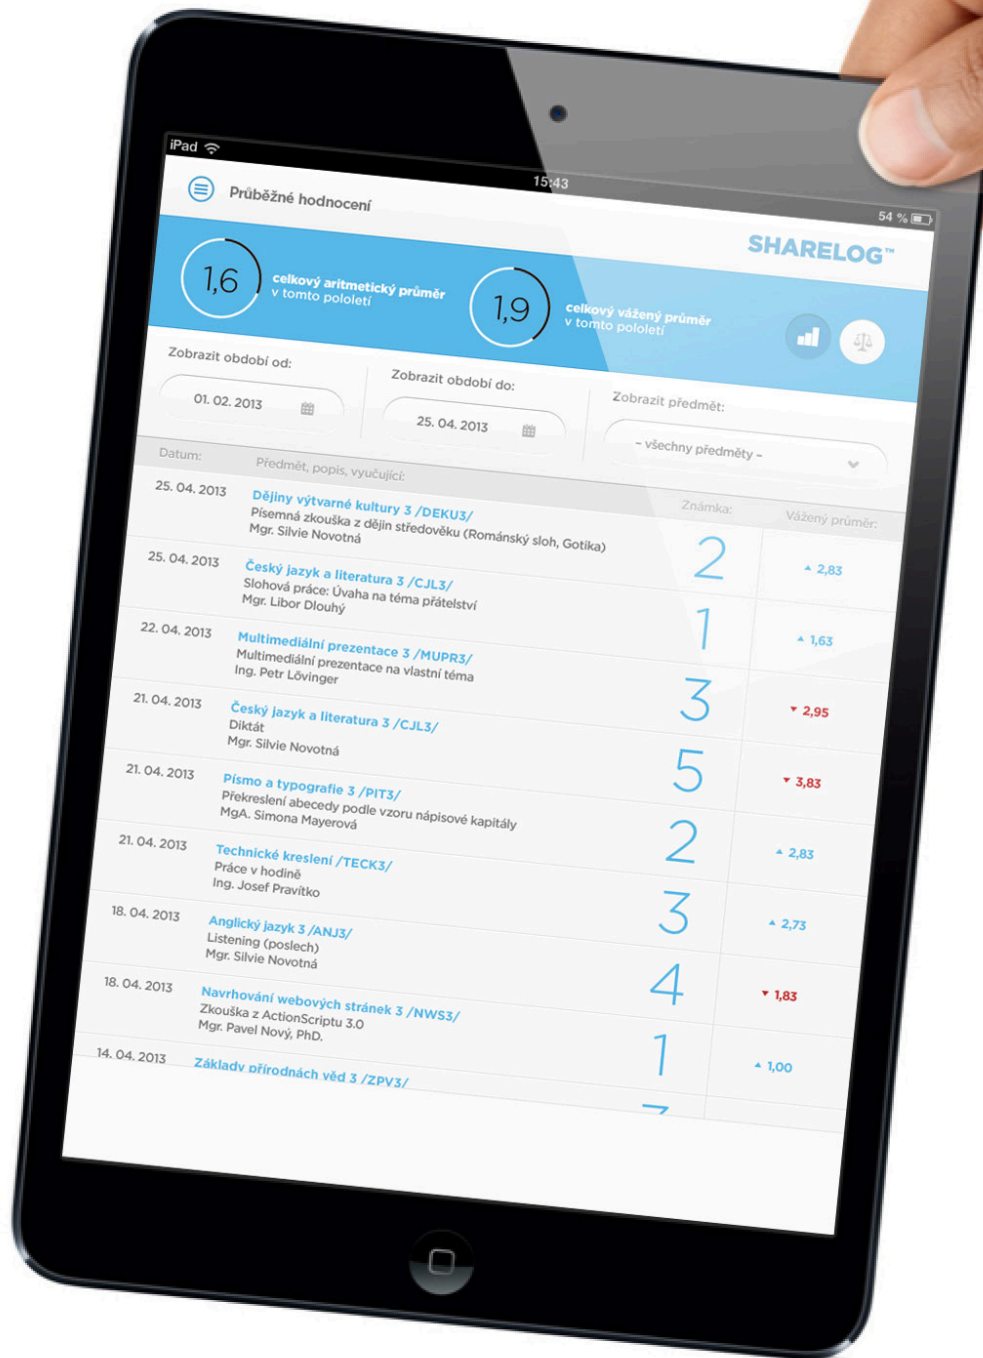 iPad
15:43
54 %
Průběžné hodnocení
SHARELOG™
1,6
celkový aritmetický průměr
v tomto pololetí
1,9
celkový vážený průměr
v tomto pololetí
Zobrazit období od:
Zobrazit období do:
Zobrazit předmět:
01. 02. 2013
25. 04. 2013
– všechny předměty –
Datum:
Předmět, popis, vyučující:
Známka:
Vážený průměr:
25. 04. 2013
Dějiny výtvarné kultury 3 /DEKU3/
Písemná zkouška z dějin středověku (Románský sloh, Gotika)
Mgr. Silvie Novotná
2
▲ 2,83
25. 04. 2013
Český jazyk a literatura 3 /CJL3/
Slohová práce: Úvaha na téma přátelství
Mgr. Libor Dlouhý
1
▲ 1,63
22. 04. 2013
Multimediální prezentace 3 /MUPR3/
Multimediální prezentace na vlastní téma
Ing. Petr Lővinger
3
▼ 2,95
21. 04. 2013
Český jazyk a literatura 3 /CJL3/
Diktát
Mgr. Silvie Novotná
5
▼ 3,83
21. 04. 2013
Písmo a typografie 3 /PIT3/
Překreslení abecedy podle vzoru nápisové kapitály
MgA. Simona Mayerová
2
▲ 2,83
21. 04. 2013
Technické kreslení /TECK3/
Práce v hodině
Ing. Josef Pravítko
3
▲ 2,73
18. 04. 2013
Anglický jazyk 3 /ANJ3/
Listening (poslech)
Mgr. Silvie Novotná
4
▼ 1,83
18. 04. 2013
Navrhování webových stránek 3 /NWS3/
Zkouška z ActionScriptu 3.0
Mgr. Pavel Nový, PhD.
1
▲ 1,00
14. 04. 2013
Základy přírodnách věd 3 /ZPV3/